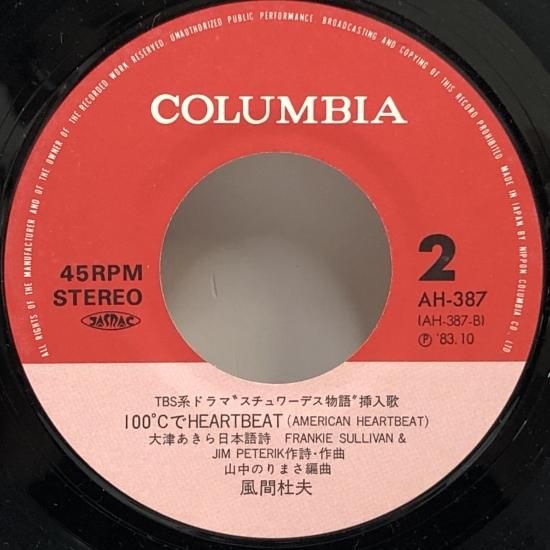 ALL RIGHTS OF THE MANUFACTURER AND OF THE OWNER OF THE RECORDED WORK RESERVED. UNAUTHORIZED PUBLIC PERFORMANCE, BROADCASTING AND COPYING OF THIS RECORD PROHIBITED. MADE IN JAPAN BY NIPPON COLUMBIA CO., LTD
COLUMBIA
45RPM
STEREO
JASRAC
2
AH-387
(AH-387-B)
Ⓟ '83.10
TBS系ドラマ“スチュワーデス物語”挿入歌
100℃でHEARTBEAT (AMERICAN HEARTBEAT)
大津あきら日本語詩 FRANKIE SULLIVAN &
JIM PETERIK作詩・作曲
山中のりまさ編曲
風間杜夫